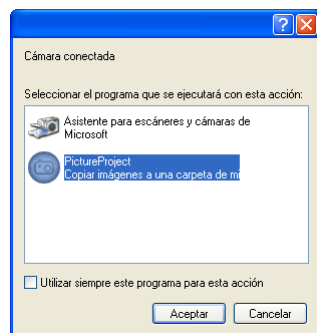 Cámara conectada
Seleccionar el programa que se ejecutará con esta acción:
Asistente para escáneres y cámaras de
Microsoft
PictureProject
Copiar imágenes a una carpeta de mi
Utilizar siempre este programa para esta acción
Aceptar
Cancelar